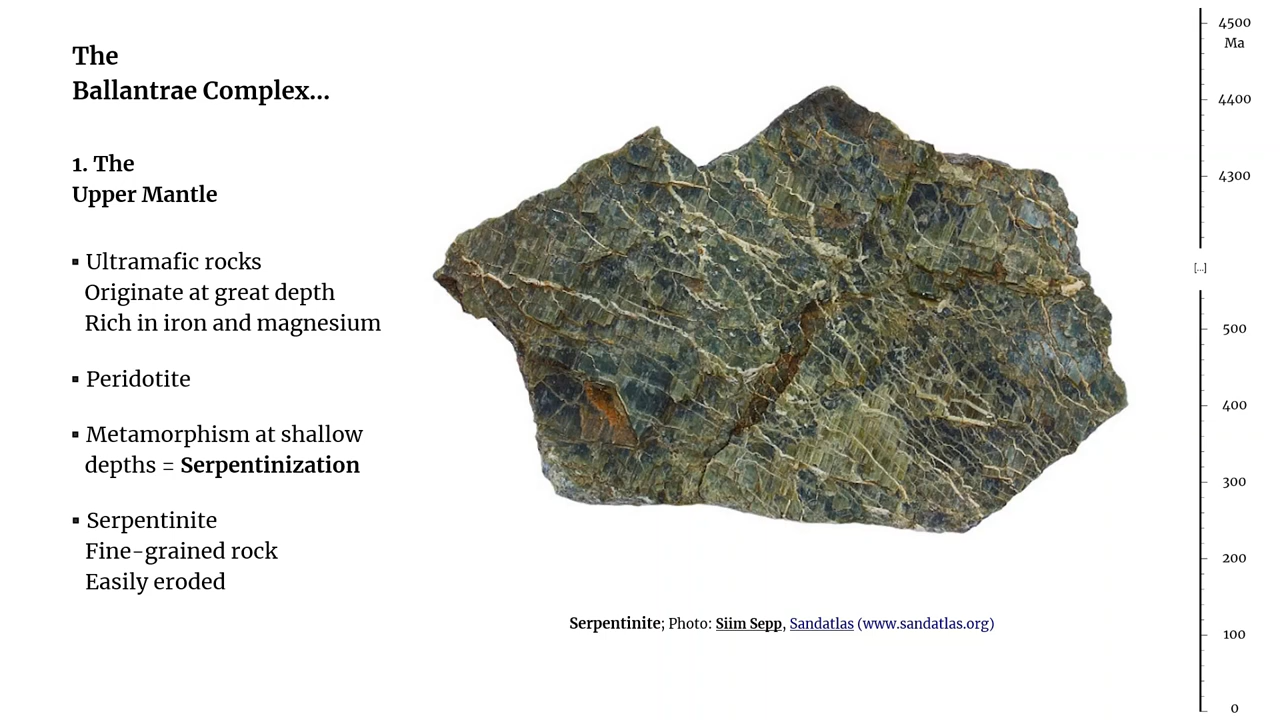 The
Ballantrae Complex...
1. The
Upper Mantle
▪ Ultramafic rocks
Originate at great depth
Rich in iron and magnesium
▪ Peridotite
▪ Metamorphism at shallow
depths = Serpentinization
▪ Serpentinite
Fine-grained rock
Easily eroded
Serpentinite; Photo: Siim Sepp, Sandatlas (www.sandatlas.org)
4500
Ma
4400
4300
[...]
500
400
300
200
100
0